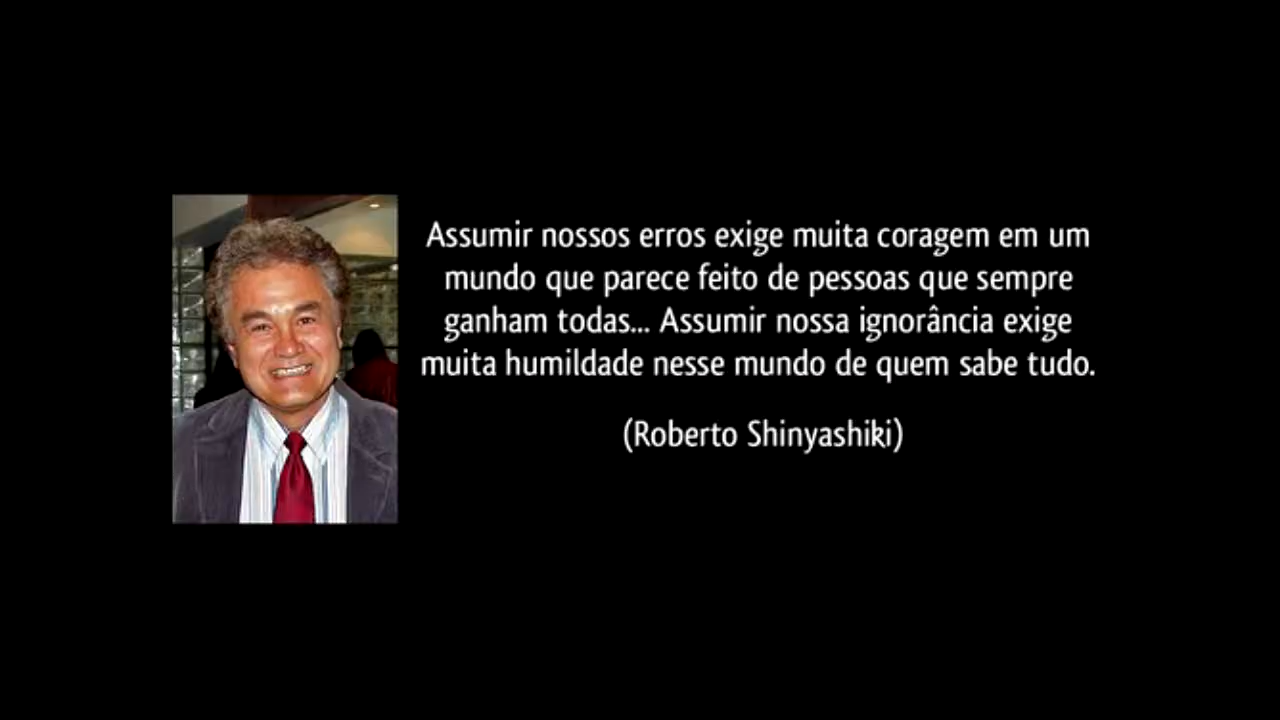 Assumir nossos erros exige muita coragem em um
mundo que parece feito de pessoas que sempre
ganham todas... Assumir nossa ignorância exige
muita humildade nesse mundo de quem sabe tudo.
(Roberto Shinyashiki)